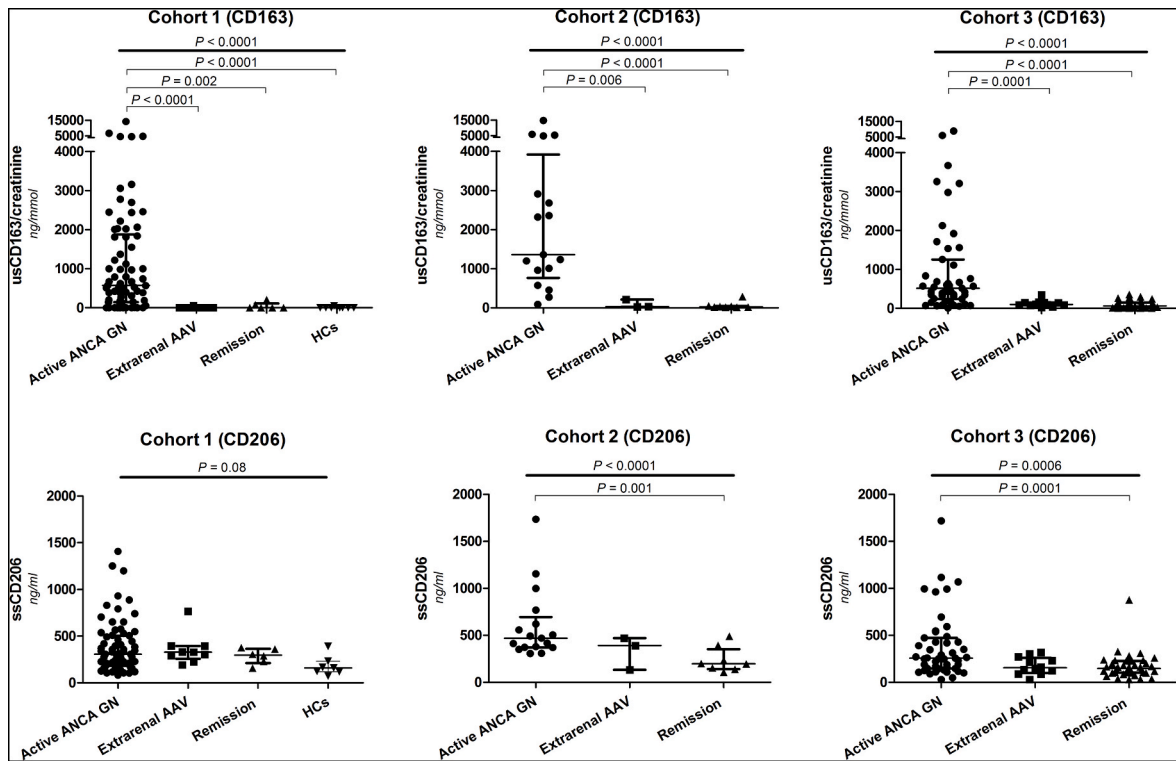 Cohort 1 (CD163)
P < 0.0001
P < 0.0001
P = 0.002
P < 0.0001
15000
5000
4000
3000
2000
1000
0
usCD163/creatinine
ng/mmol
Active ANCA GN
Extrarenal AAV
Remission
HCs
Cohort 2 (CD163)
P < 0.0001
P < 0.0001
P = 0.006
15000
5000
4000
3000
2000
1000
0
usCD163/creatinine
ng/mmol
Active ANCA GN
Extrarenal AAV
Remission
Cohort 3 (CD163)
P < 0.0001
P < 0.0001
P = 0.0001
15000
5000
4000
3000
2000
1000
0
usCD163/creatinine
ng/mmol
Active ANCA GN
Extrarenal AAV
Remission
Cohort 1 (CD206)
P = 0.08
2000
1500
1000
500
0
ssCD206
ng/ml
Active ANCA GN
Extrarenal AAV
Remission
HCs
Cohort 2 (CD206)
P < 0.0001
P = 0.001
2000
1500
1000
500
0
ssCD206
ng/ml
Active ANCA GN
Extrarenal AAV
Remission
Cohort 3 (CD206)
P = 0.0006
P = 0.0001
2000
1500
1000
500
0
ssCD206
ng/ml
Active ANCA GN
Extrarenal AAV
Remission